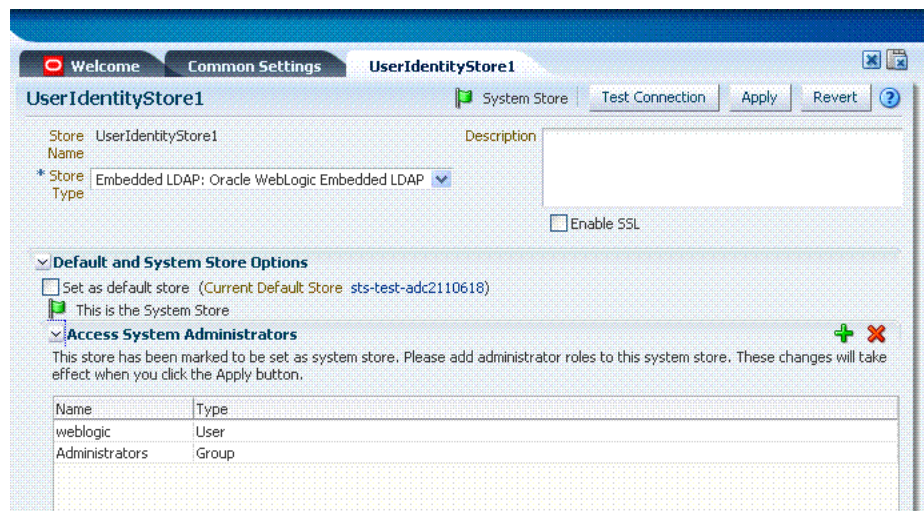 Welcome
Common Settings
UserIdentityStore1
UserIdentityStore1
System Store
Test Connection
Apply
Revert
Store Name
UserIdentityStore1
Description
* Store Type
Embedded LDAP: Oracle WebLogic Embedded LDAP
Enable SSL
Default and System Store Options
Set as default store (Current Default Store sts-test-adc2110618)
This is the System Store
Access System Administrators
This store has been marked to be set as system store. Please add administrator roles to this system store. These changes will take
effect when you click the Apply button.
Name Type
weblogic User
Administrators Group